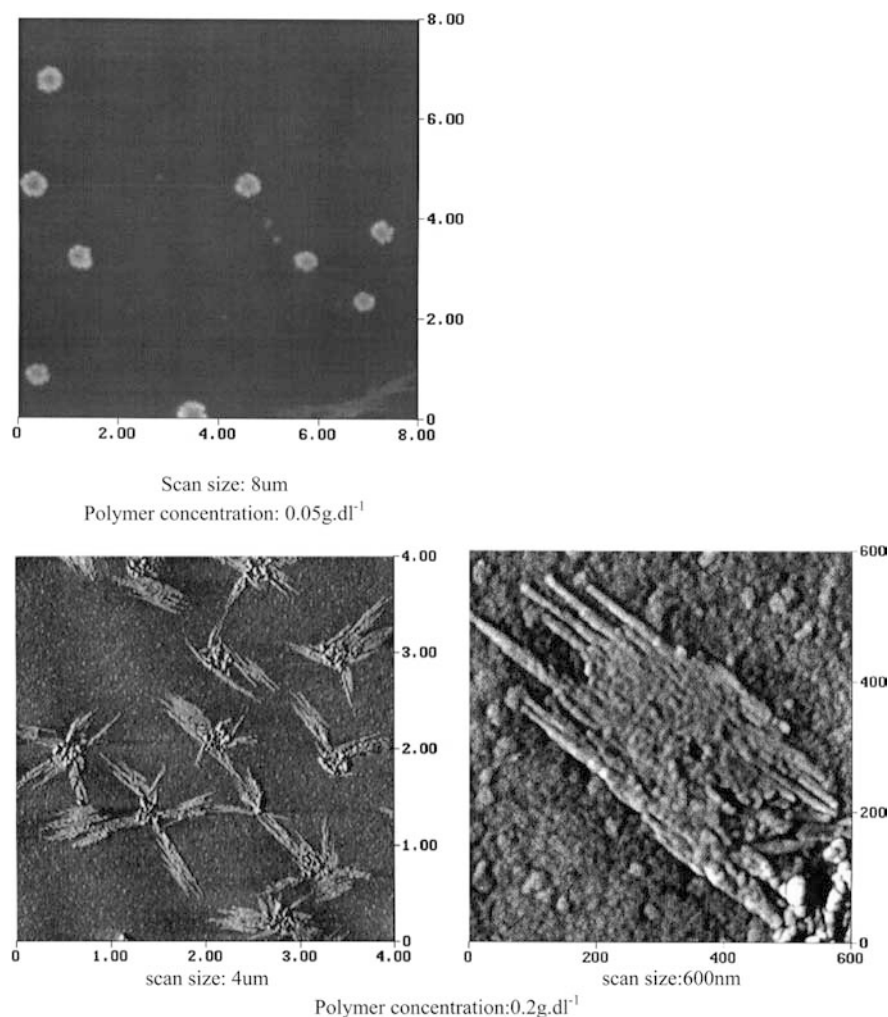 8.00
6.00
4.00
2.00
0
0 2.00 4.00 6.00 8.00
Scan size: 8um
Polymer concentration: 0.05g.dl⁻¹
4.00
3.00
2.00
1.00
0
0 1.00 2.00 3.00 4.00
scan size: 4um
600
400
200
0
0 200 400 600
scan size:600nm
Polymer concentration:0.2g.dl⁻¹